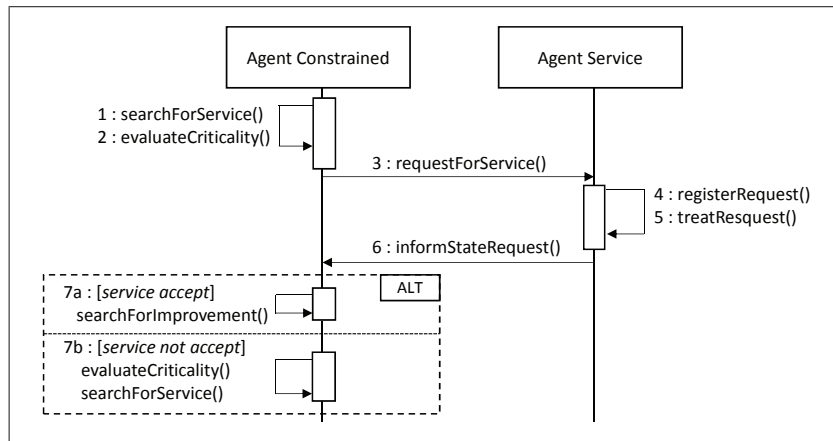 Agent Constrained
Agent Service
1 : searchForService()
2 : evaluateCriticality()
3 : requestForService()
4 : registerRequest()
5 : treatResquest()
6 : informStateRequest()
ALT
7a : [service accept]
searchForImprovement()
7b : [service not accept]
evaluateCriticality()
searchForService()